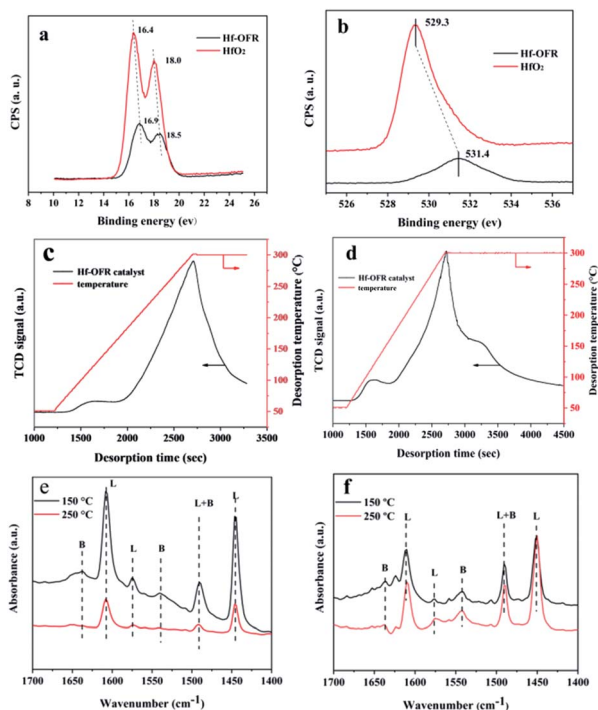 a
16.4
18.0
16.9
18.5
Hf-OFR
HfO₂
CPS (a. u.)
8 10 12 14 16 18 20 22 24 26
Binding energy (ev)
b
529.3
531.4
Hf-OFR
HfO₂
CPS (a. u.)
526 528 530 532 534 536
Binding energy (ev)
c
Hf-OFR catalyst
temperature
TCD signal (a.u.)
300
250
200
150
100
50
Desorption temperature (°C)
1000 1500 2000 2500 3000 3500
Desorption time (sec)
d
Hf-OFR catalyst
temperature
TCD signal (a.u.)
300
250
200
150
100
50
Desorption temperature (°C)
1000 1500 2000 2500 3000 3500 4000 4500
Desorption time (sec)
e
150 °C
250 °C
B L L B L+B L
Absorbance (a.u.)
1700 1650 1600 1550 1500 1450 1400
Wavenumber (cm⁻¹)
f
150 °C
250 °C
B L L B L+B L
Absorbance (a.u.)
1700 1650 1600 1550 1500 1450 1400
Wavenumber (cm⁻¹)